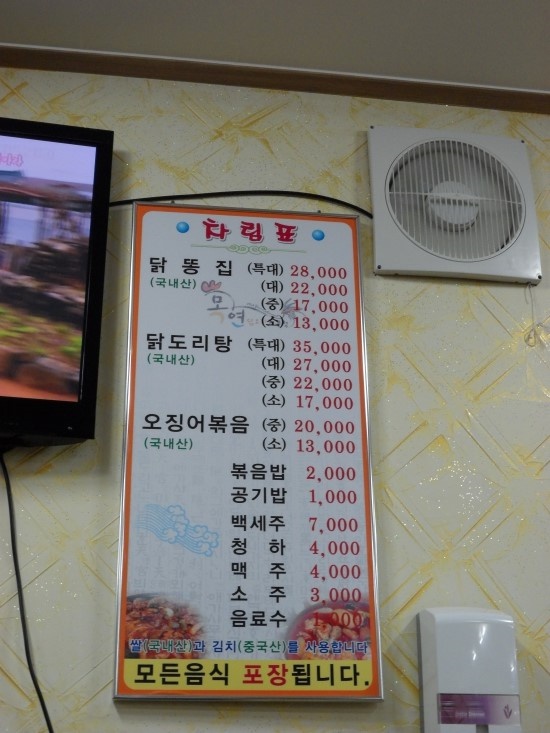 차림표
닭똥집 (특대) 28,000
(국내산) (대) 22,000
(중) 17,000
(소) 13,000
목연
닭도리탕 (특대) 35,000
(국내산) (대) 27,000
(중) 22,000
(소) 17,000
오징어볶음 (중) 20,000
(국내산) (소) 13,000
볶음밥 2,000
공기밥 1,000
백세주 7,000
청 하 4,000
맥 주 4,000
소 주 3,000
음료수 1,000
쌀(국내산)과 김치(중국산)를 사용합니다
모든음식 포장됩니다.